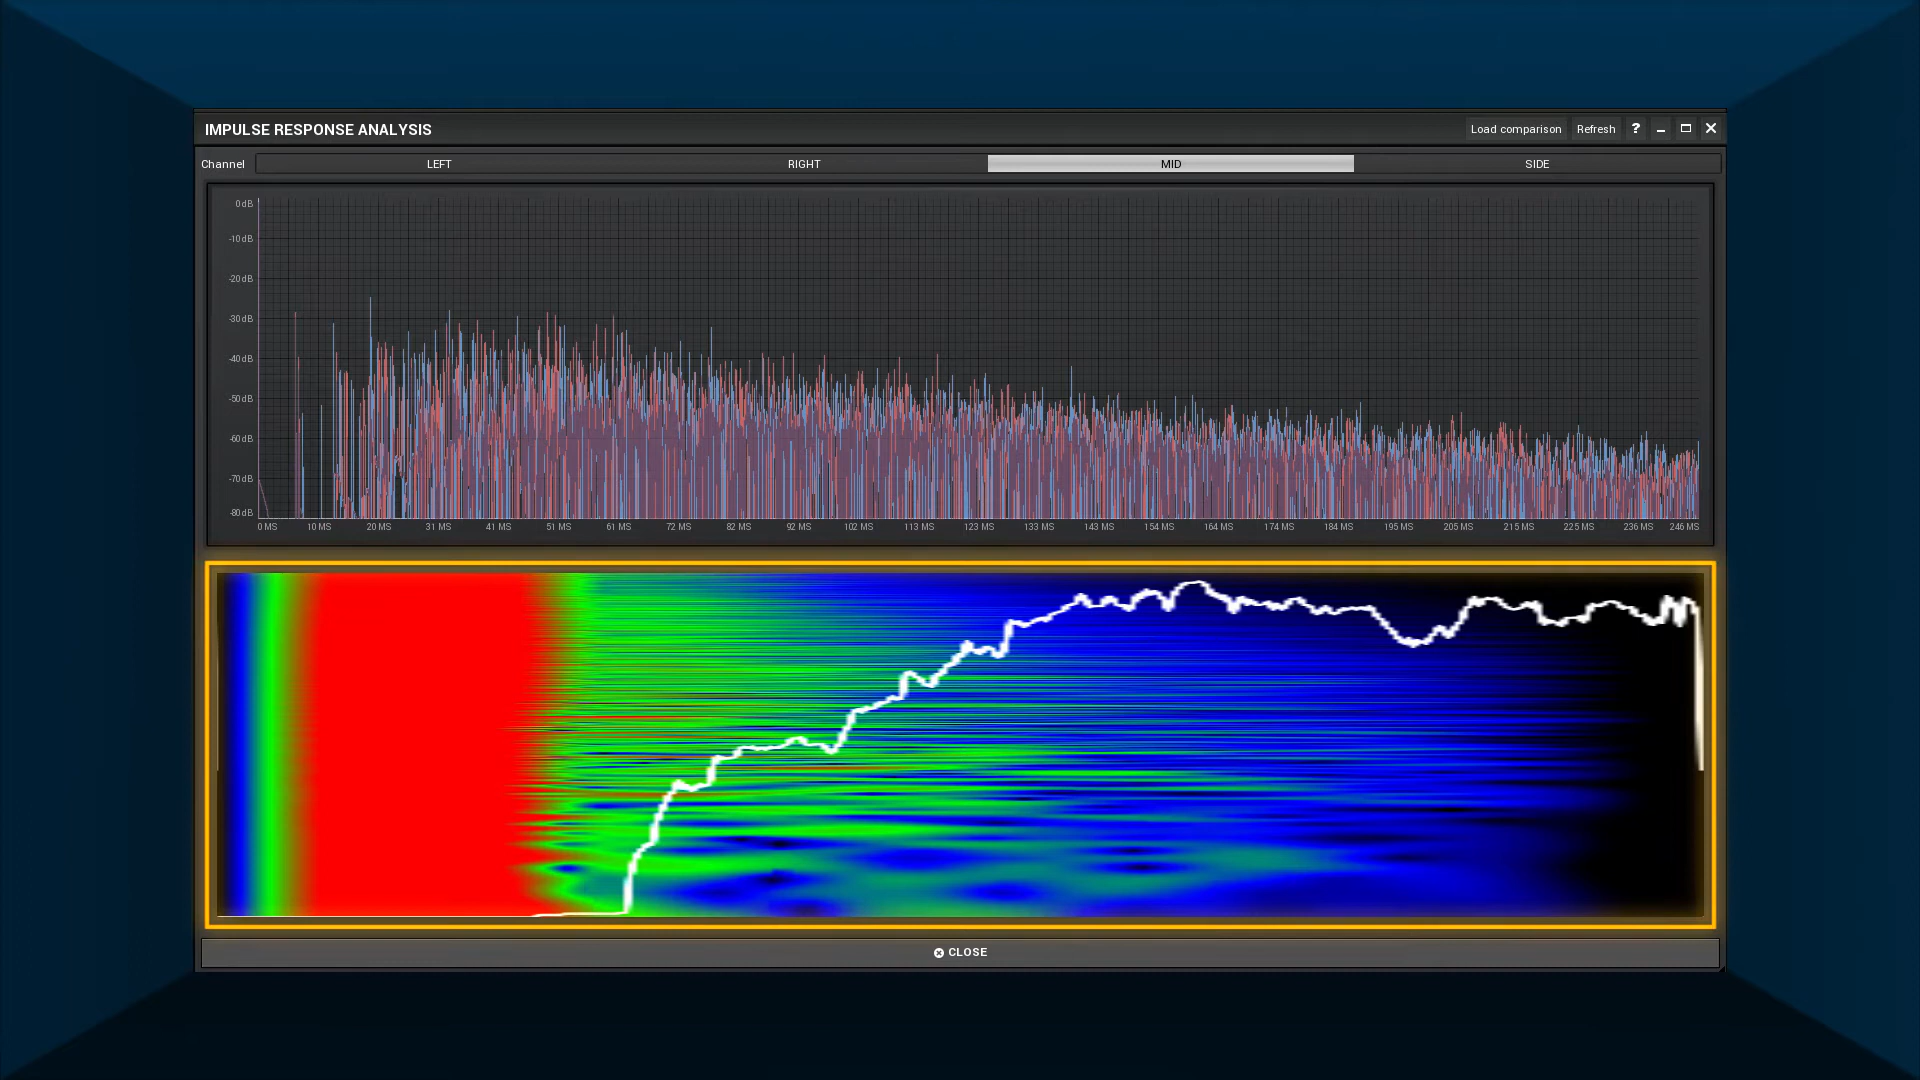 IMPULSE RESPONSE ANALYSIS
Load comparison Refresh ?
Channel LEFT RIGHT MID SIDE
0 dB
-10 dB
-20 dB
-30 dB
-40 dB
-50 dB
-60 dB
-70 dB
-80 dB
0 MS 10 MS 20 MS 31 MS 41 MS 51 MS 61 MS 72 MS 82 MS 92 MS 102 MS 113 MS 123 MS 133 MS 143 MS 154 MS 164 MS 174 MS 184 MS 195 MS 205 MS 215 MS 225 MS 236 MS 246 MS
CLOSE